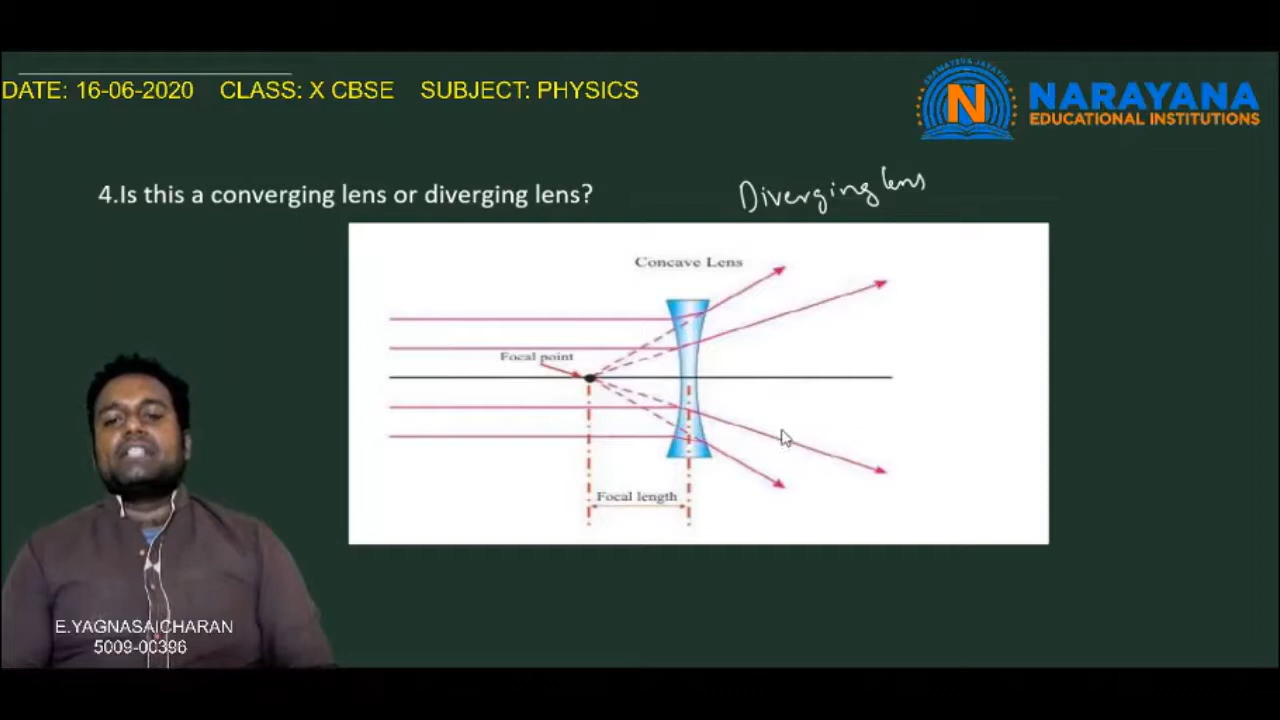 DATE: 16-06-2020 CLASS: X CBSE SUBJECT: PHYSICS
NARAYANA
EDUCATIONAL INSTITUTIONS
N
4.Is this a converging lens or diverging lens?
Diverging lens
Concave Lens
Focal point
Focal length
E.YAGNASAICHARAN
5009-00396